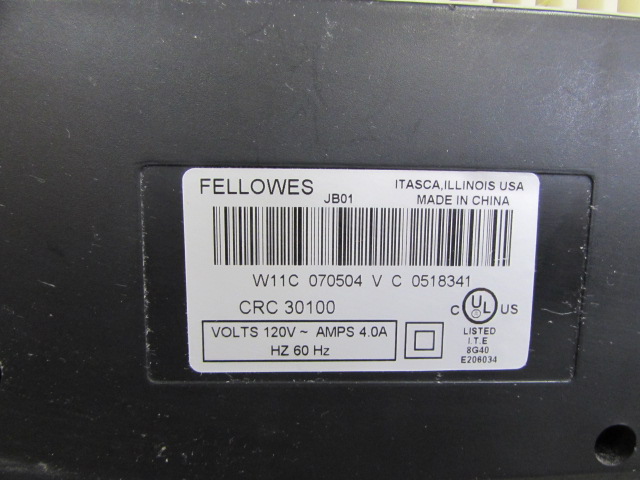 FELLOWES
JB01
ITASCA,ILLINOIS USA
MADE IN CHINA
W11C 070504 V C 0518341
CRC 30100
VOLTS 120V ~ AMPS 4.0A
HZ 60 Hz
C UL US
LISTED
I.T.E
8G40
E206034